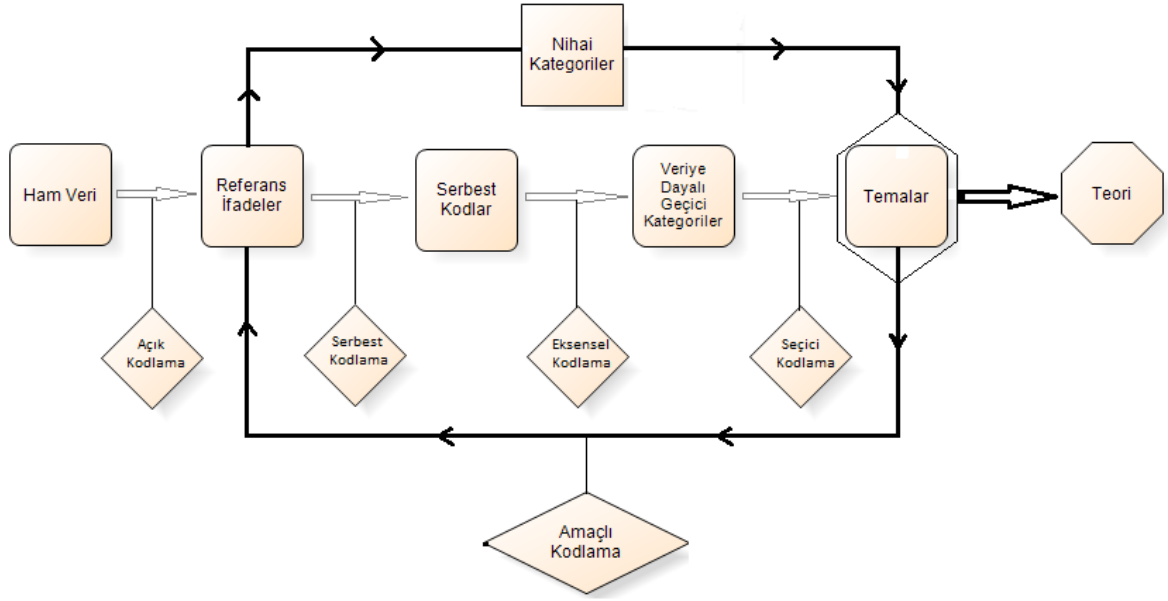 Nihai
Kategoriler
Ham Veri
Referans
İfadeler
Serbest
Kodlar
Veriye
Dayalı
Geçici
Kategoriler
Temalar
Teori
Açık
Kodlama
Serbest
Kodlama
Eksensel
Kodlama
Seçici
Kodlama
Amaçlı
Kodlama